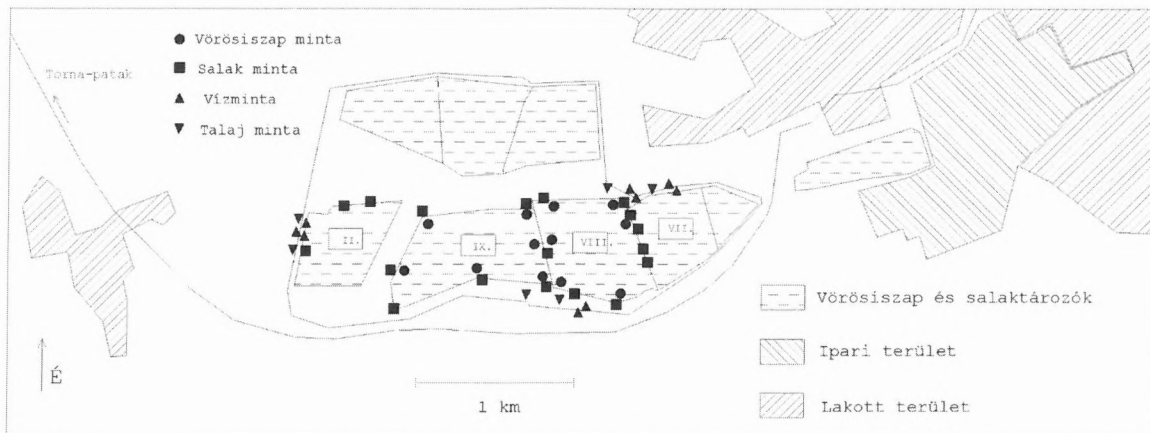 Vörösiszap minta
Torna-patak
Salak minta
Vízminta
Talaj minta
II.
IX.
VIII.
VII.
Vörösiszap és salaktározók
Ipari terület
É
1 km
Lakott terület